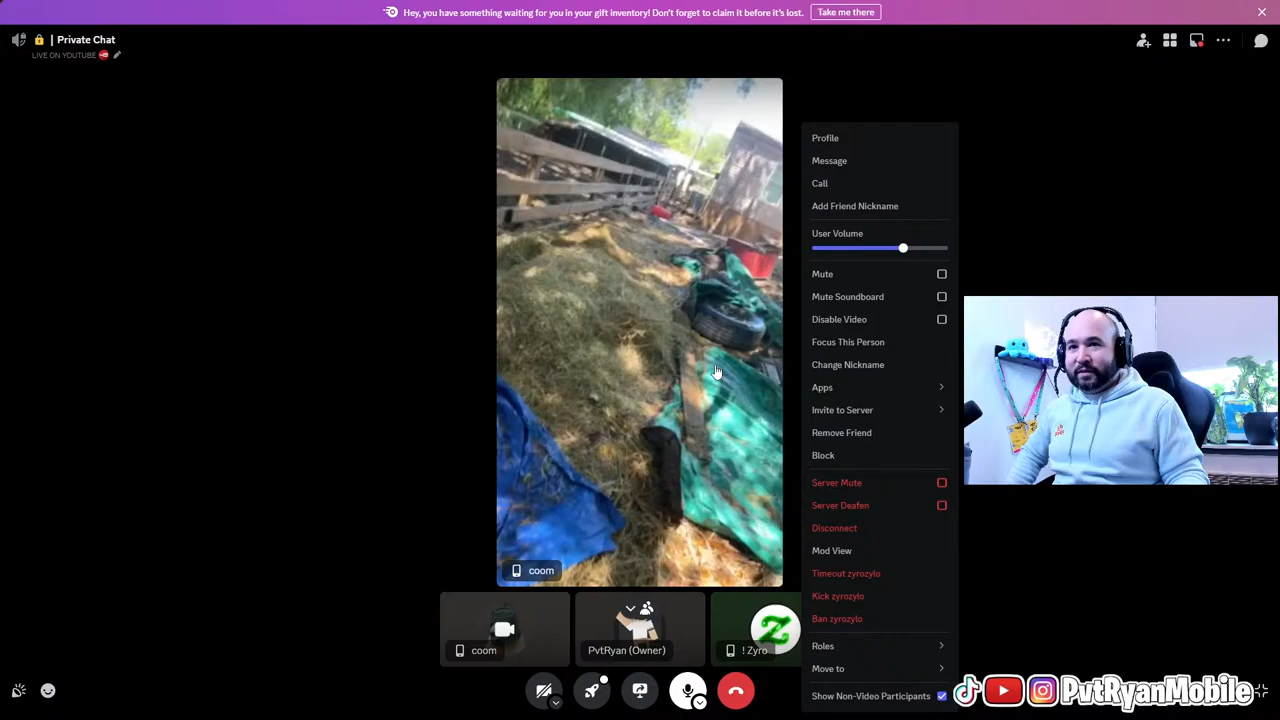 Hey, you have something waiting for you in your gift inventory! Don't forget to claim it before it's lost.
Take me there
| Private Chat
LIVE ON YOUTUBE
Profile
Message
Call
Add Friend Nickname
User Volume
Mute
Mute Soundboard
Disable Video
Focus This Person
Change Nickname
Apps
Invite to Server
Remove Friend
Block
Server Mute
Server Deafen
Disconnect
Mod View
Timeout zyrozylo
Kick zyrozylo
Ban zyrozylo
Roles
Move to
Show Non-Video Participants
coom
coom
PvtRyan (Owner)
! Zyro
PvtRyanMobile